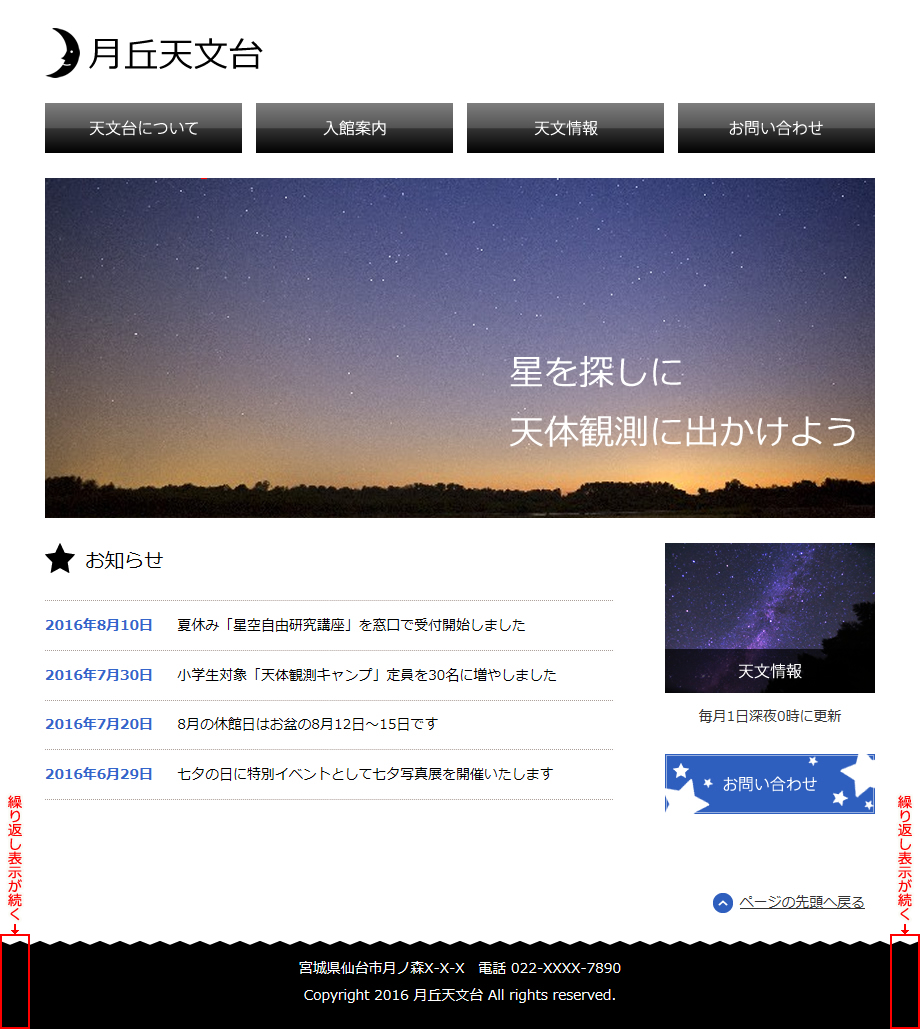 月丘天文台
天文台について
入館案内
天文情報
お問い合わせ
星を探しに
天体観測に出かけよう
お知らせ
2016年8月10日 夏休み「星空自由研究講座」を窓口で受付開始しました
2016年7月30日 小学生対象「天体観測キャンプ」定員を30名に増やしました
2016年7月20日 8月の休館日はお盆の8月12日～15日です
2016年6月29日 七夕の日に特別イベントとして七夕写真展を開催いたします
天文情報
毎月1日深夜0時に更新
お問い合わせ
繰り返し表示が続く
繰り返し表示が続く
ページの先頭へ戻る
宮城県仙台市月ノ森X-X-X　電話 022-XXXX-7890
Copyright 2016 月丘天文台 All rights reserved.